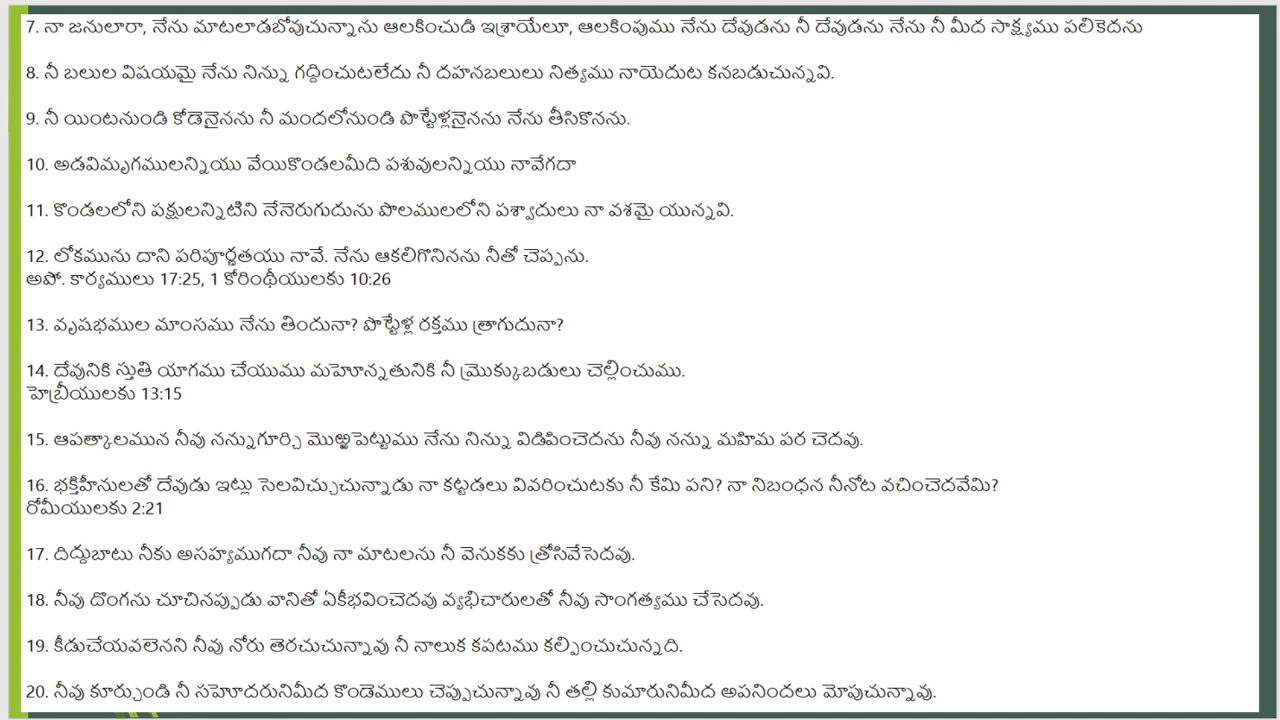 7. నా జనులారా, నేను మాటలాడబోవుచున్నాను ఆలకించుడి ఇశ్రాయేలూ, ఆలకింపుము నేను దేవుడను నీ దేవుడను నేను నీ మీద సాక్ష్యము పలికెదను
8. నీ బలుల విషయమై నేను నిన్ను గద్దించుటలేదు నీ దహనబలులు నిత్యము నాయెదుట కనబడుచున్నవి.
9. నీ యింటనుండి కోడెనైనను నీ మందలోనుండి పొట్టేళ్లనైనను నేను తీసికొనను.
10. అడవిమృగములన్నియు వేయికొండలమీది పశువులన్నియు నావేగదా
11. కొండలలోని పక్షులన్నిటిని నేనెరుగుదును పొలములలోని పశ్వాదులు నా వశమై యున్నవి.
12. లోకమును దాని పరిపూర్ణతయు నావే. నేను ఆకలిగొనినను నీతో చెప్పను.
అపో. కార్యములు 17:25, 1 కోరింథీయులకు 10:26
13. వృషభముల మాంసము నేను తిందునా? పొట్టేళ్ల రక్తము త్రాగుదునా?
14. దేవునికి స్తుతి యాగము చేయుము మహోన్నతునికి నీ మ్రొక్కుబడులు చెల్లించుము.
హెబ్రీయులకు 13:15
15. ఆపత్కాలమున నీవు నన్నుగూర్చి మొఱ్ఱపెట్టుము నేను నిన్ను విడిపించెదను నీవు నన్ను మహిమ పర చెదవు.
16. భక్తిహీనులతో దేవుడు ఇట్లు సెలవిచ్చుచున్నాడు నా కట్టడలు వివరించుటకు నీ కేమి పని? నా నిబంధన నీనోట వచించెదవేమి?
రోమీయులకు 2:21
17. దిద్దుబాటు నీకు అసహ్యముగదా నీవు నా మాటలను నీ వెనుకకు త్రోసివేసెదవు.
18. నీవు దొంగను చూచినప్పుడు వానితో ఏకీభవించెదవు వ్యభిచారులతో నీవు సాంగత్యము చేసెదవు.
19. కీడుచేయవలెనని నీవు నోరు తెరచుచున్నావు నీ నాలుక కపటము కల్పించుచున్నది.
20. నీవు కూర్చుండి నీ సహోదరునిమీద కొండెములు చెప్పుచున్నావు నీ తల్లి కుమారునిమీద అపనిందలు మోపుచున్నావు.